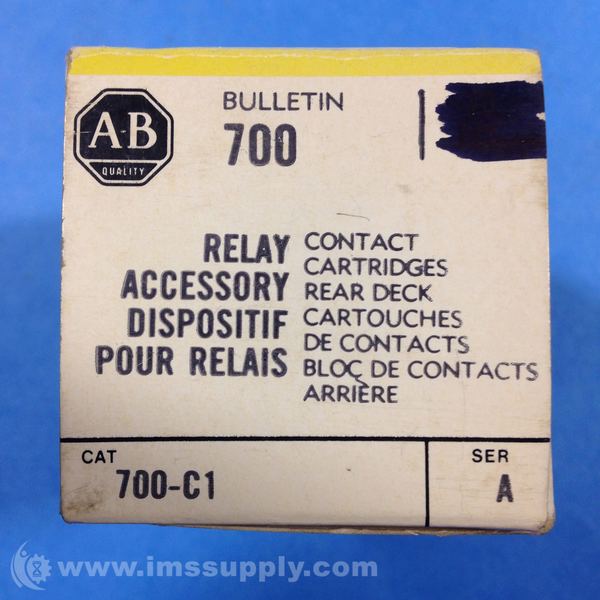 A-B
QUALITY
BULLETIN
700
RELAY
ACCESSORY
DISPOSITIF
POUR RELAIS
CONTACT
CARTRIDGES
REAR DECK
CARTOUCHES
DE CONTACTS
BLOC DE CONTACTS
ARRIÈRE
CAT
700-C1
SER
A
www.imssupply.com